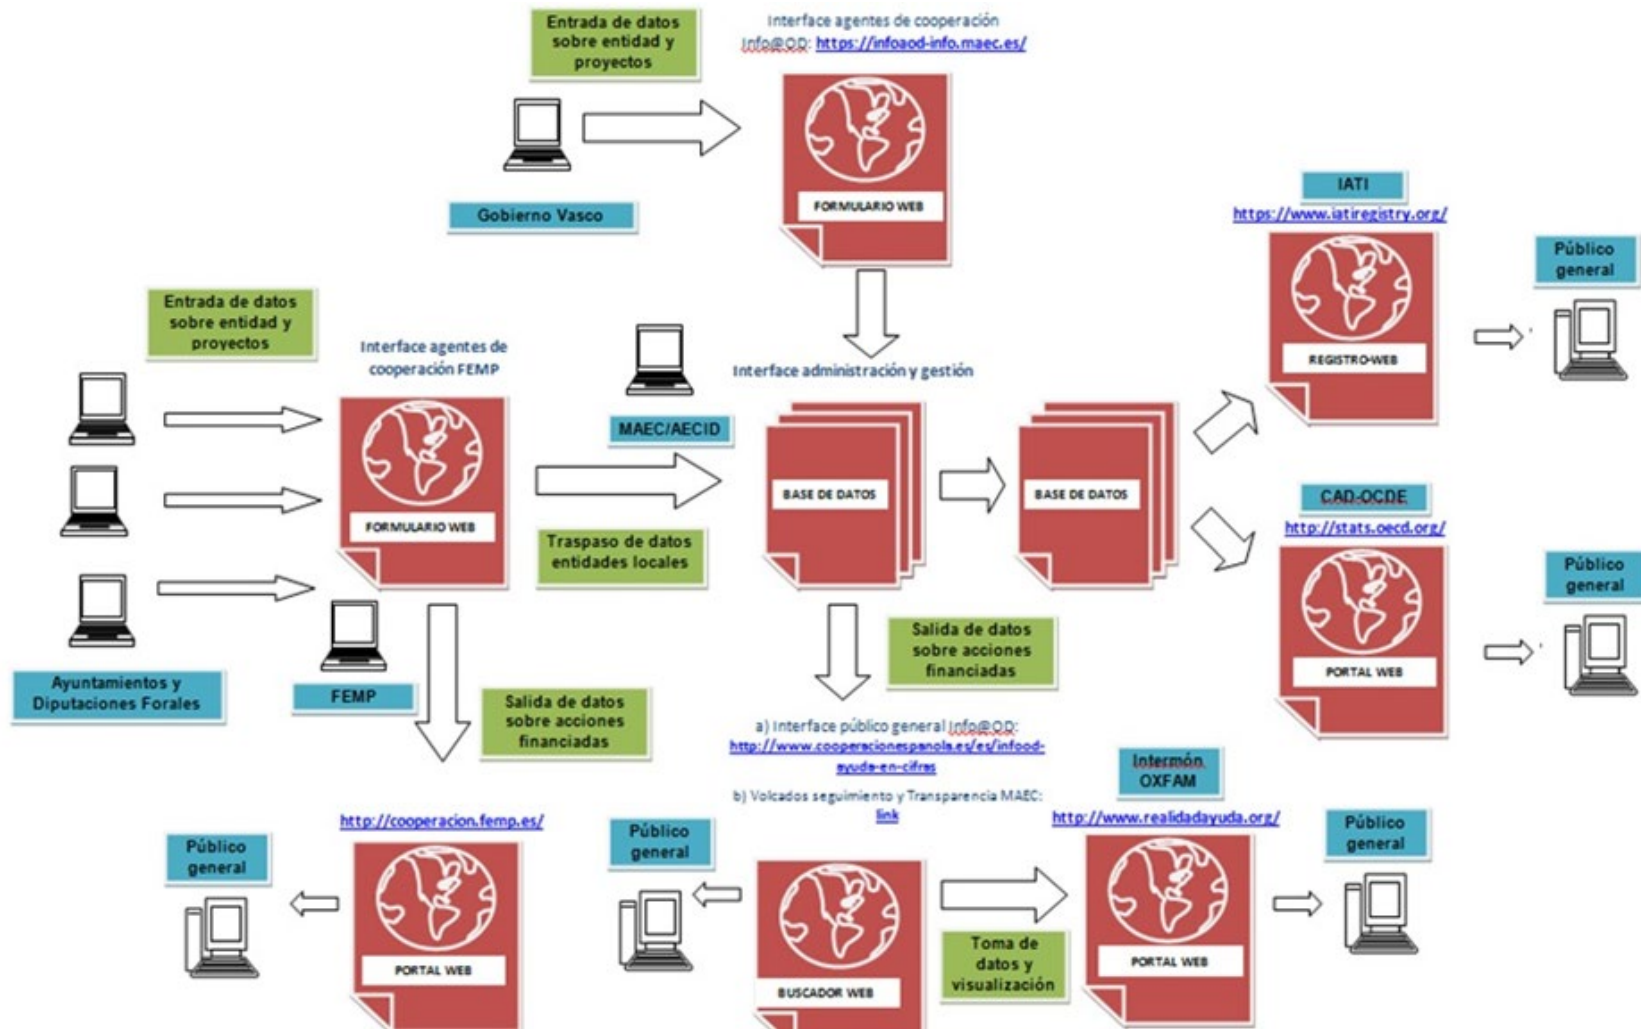 Entrada de datos
sobre entidad y
proyectos
Interface agentes de cooperación
Info@OD: https://infoaod-info.maec.es/
FORMULARIO WEB
Gobierno Vasco
IATI
https://www.iatiregistry.org/
REGISTRO-WEB
Público
general
Entrada de datos
sobre entidad y
proyectos
Interface agentes de
cooperación FEMP
FORMULARIO WEB
MAEC/AECID
Interface administración y gestión
BASE DE DATOS
BASE DE DATOS
Traspaso de datos
entidades locales
CAD-OCDE
http://stats.oecd.org/
PORTAL WEB
Público
general
Ayuntamientos y
Diputaciones Forales
FEMP
Salida de datos
sobre acciones
financiadas
Salida de datos
sobre acciones
financiadas
a) Interface público general Info@OD:
http://www.cooperacionespanola.es/es/infood-
ayuda-en-cifras
b) Volcados seguimiento y Transparencia MAEC:
link
Intermón
OXFAM
http://www.realidadayuda.org/
http://cooperacion.femp.es/
Público
general
PORTAL WEB
Público
general
BUSCADOR WEB
Toma de
datos y
visualización
PORTAL WEB
Público
general